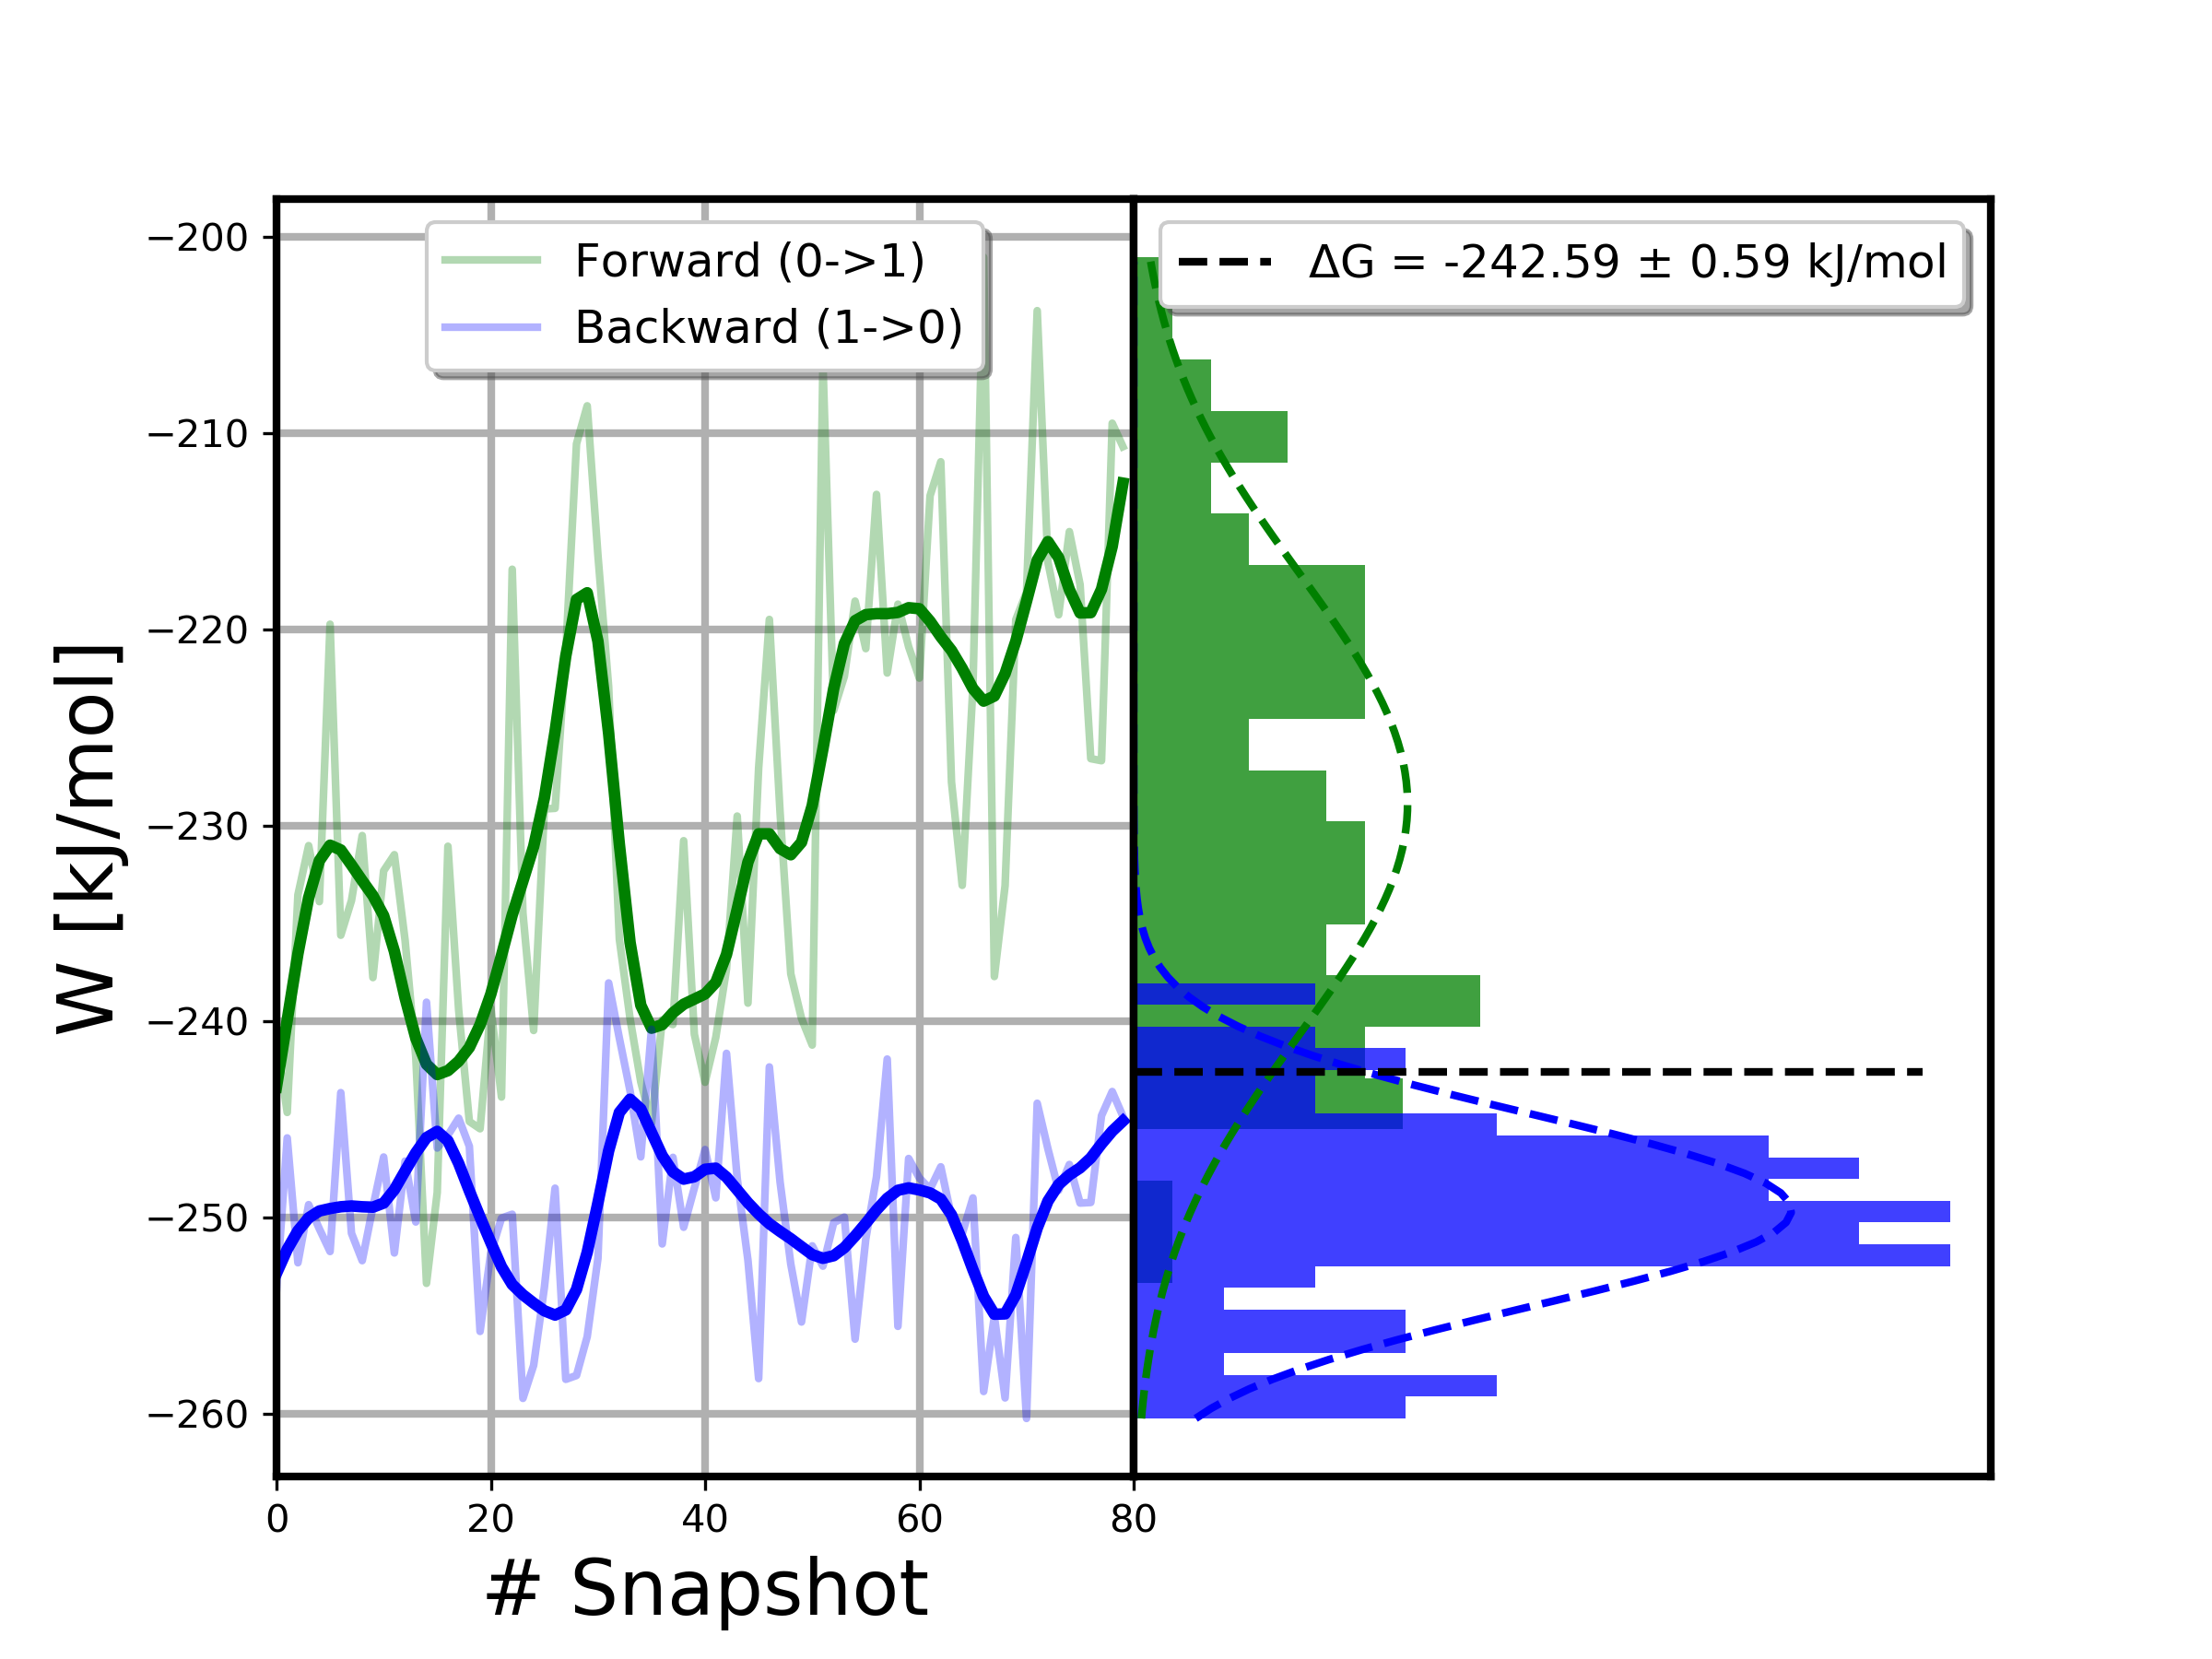 Forward (0->1)
Backward (1->0)
ΔG = -242.59 ± 0.59 kJ/mol
W [kJ/mol]
−200
−210
−220
−230
−240
−250
−260
0 20 40 60 80
# Snapshot